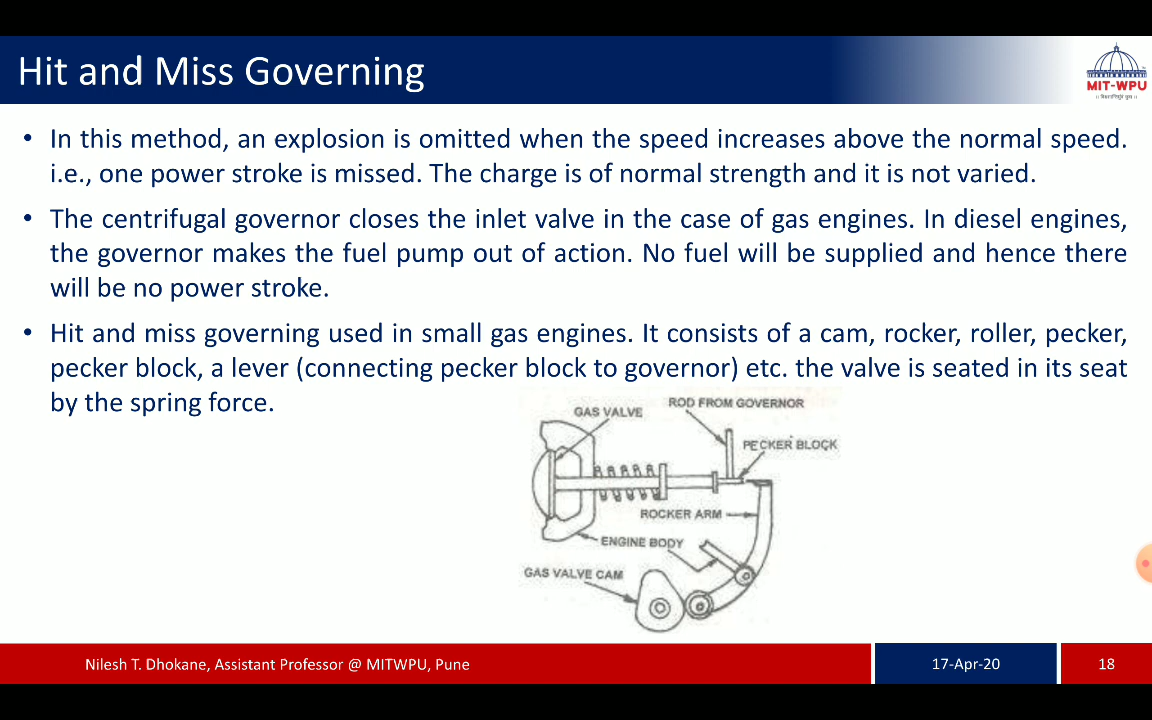 Hit and Miss Governing
MIT-WPU
• In this method, an explosion is omitted when the speed increases above the normal speed.
i.e., one power stroke is missed. The charge is of normal strength and it is not varied.
• The centrifugal governor closes the inlet valve in the case of gas engines. In diesel engines,
the governor makes the fuel pump out of action. No fuel will be supplied and hence there
will be no power stroke.
• Hit and miss governing used in small gas engines. It consists of a cam, rocker, roller, pecker,
pecker block, a lever (connecting pecker block to governor) etc. the valve is seated in its seat
by the spring force.
GAS VALVE
ROD FROM GOVERNOR
PECKER BLOCK
ROCKER ARM
ENGINE BODY
GAS VALVE CAM
Nilesh T. Dhokane, Assistant Professor @ MITWPU, Pune
17-Apr-20
18